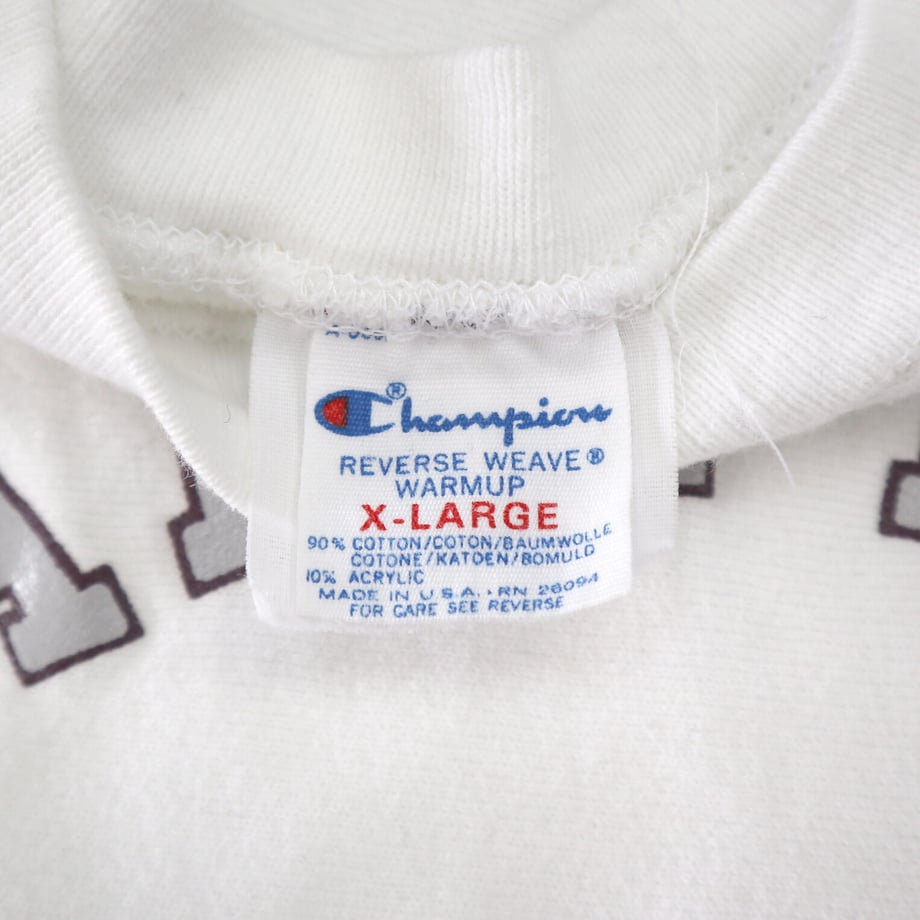 Champion®
REVERSE WEAVE®
WARMUP
X-LARGE
90% COTTON/COTON/BAUMWOLLE
COTONE/KATOEN/BOMULD
10% ACRYLIC
MADE IN U.S.A. • RN 26094
FOR CARE SEE REVERSE